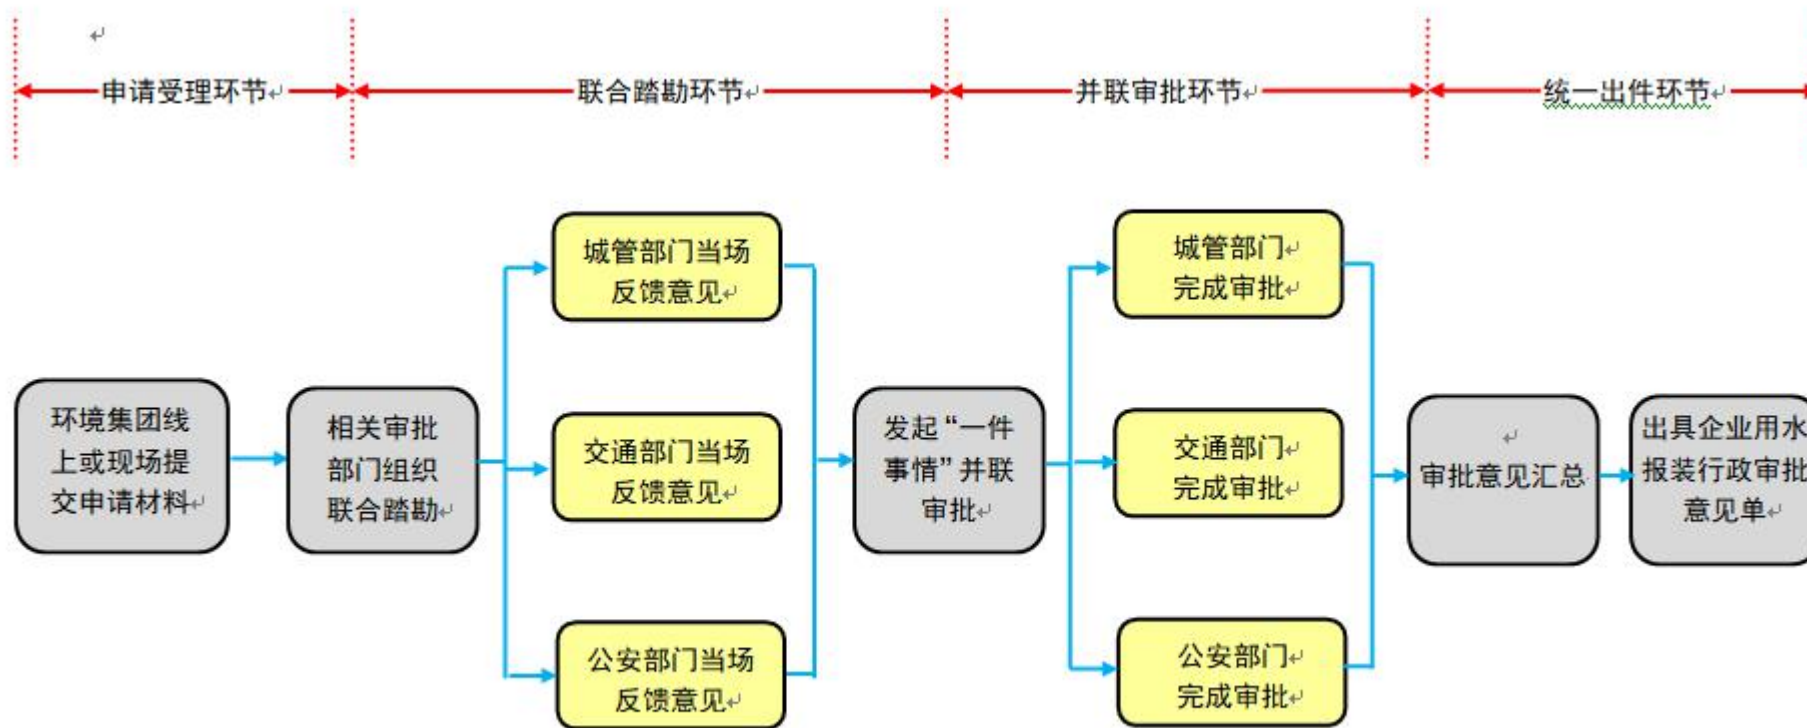 申请受理环节
联合踏勘环节
并联审批环节
统一出件环节
环境集团线
上或现场提
交申请材料
相关审批
部门组织
联合踏勘
城管部门当场
反馈意见
交通部门当场
反馈意见
公安部门当场
反馈意见
发起“一件
事情”并联
审批
城管部门
完成审批
交通部门
完成审批
公安部门
完成审批
审批意见汇总
出具企业用水
报装行政审批
意见单